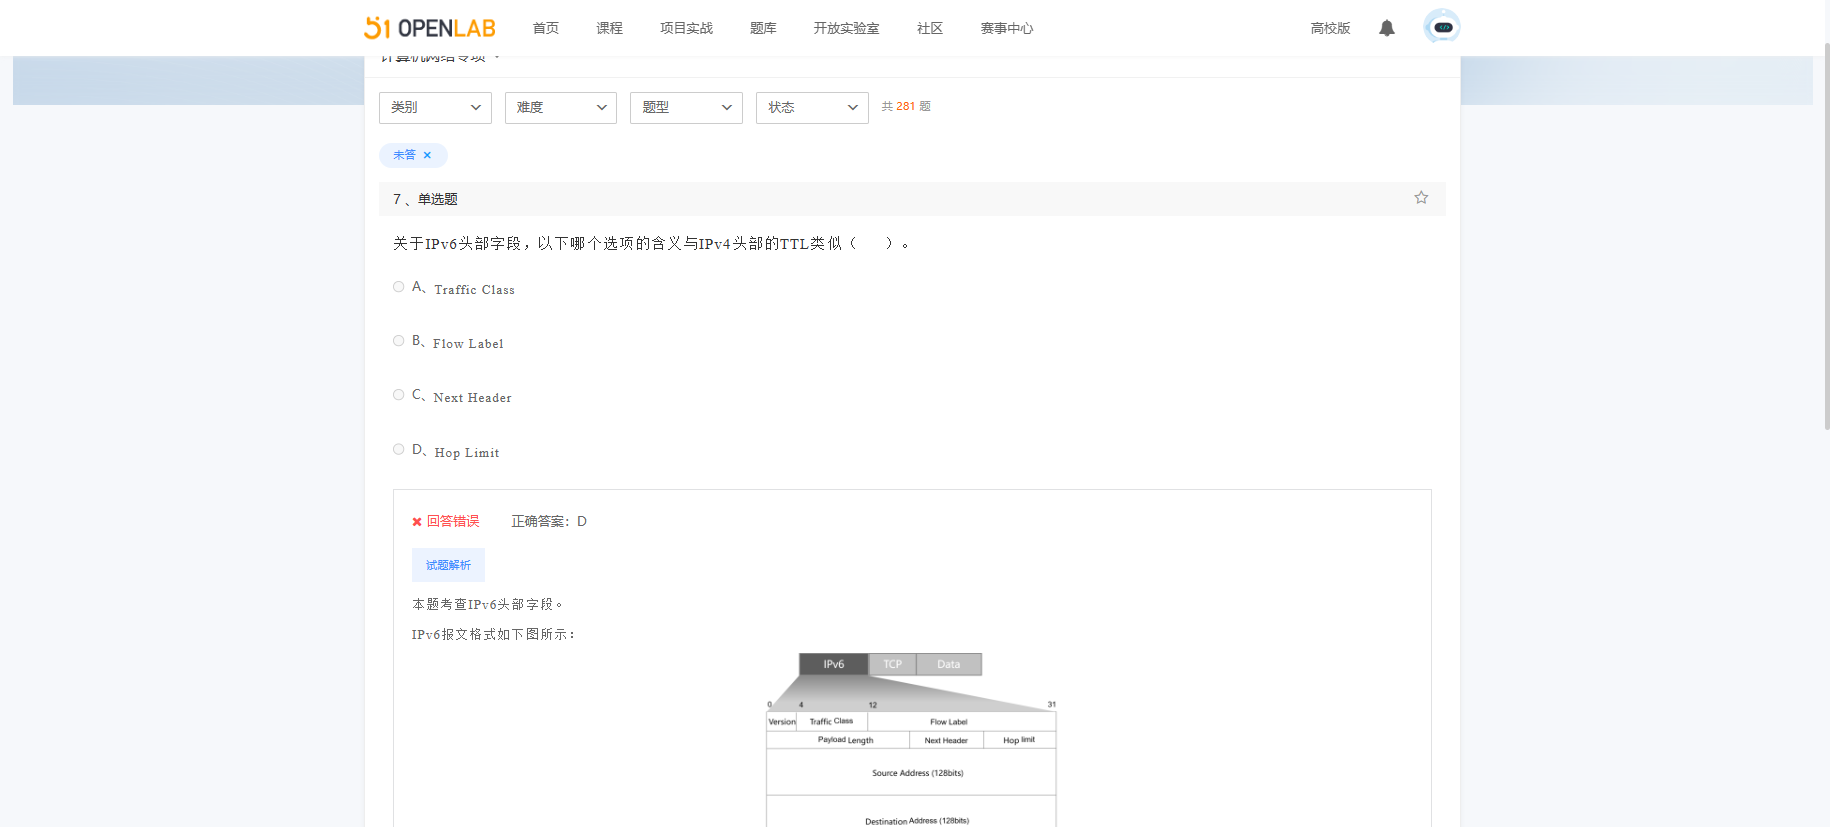 51 OPENLAB 首页 课程 项目实战 题库 开放实验室 社区 赛事中心 高校版
计算机网络专项
类别 难度 题型 状态 共 281 题
未答 ×
7 、单选题
关于IPv6头部字段，以下哪个选项的含义与IPv4头部的TTL类似（ ）。
A、Traffic Class
B、Flow Label
C、Next Header
D、Hop Limit
回答错误 正确答案：D
试题解析
本题考查IPv6头部字段。
IPv6报文格式如下图所示：
IPv6 TCP Data
0 4 12 31
Version Traffic Class Flow Label
Payload Length Next Header Hop limit
Source Address (128bits)
Destination Address (128bits)